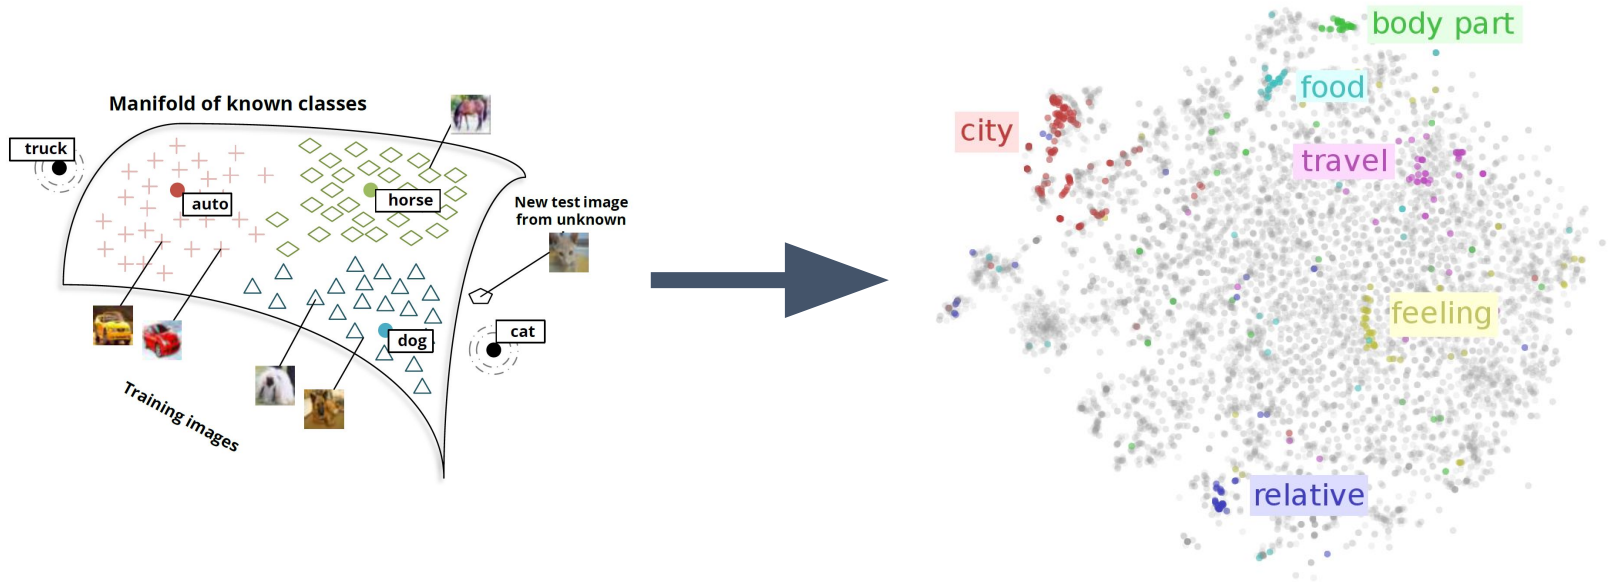 Manifold of known classes
truck
auto
horse
New test image
from unknown
cat
dog
Training images
body part
food
city
travel
feeling
relative